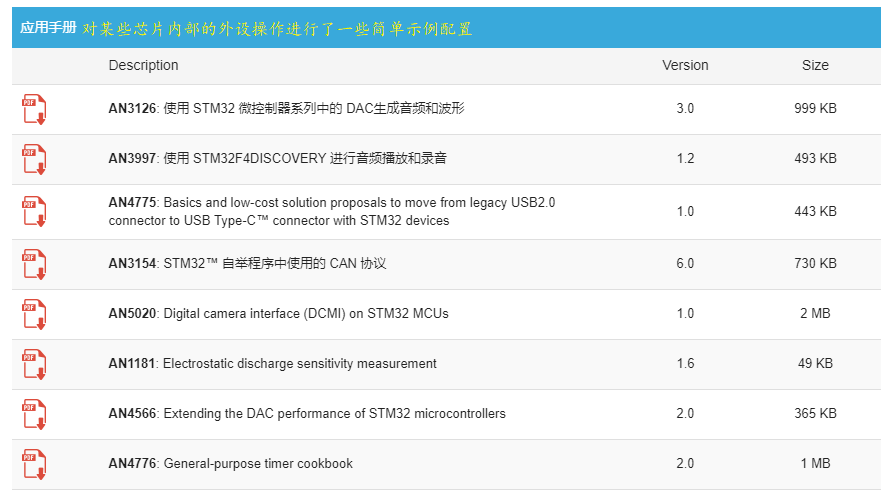 应用手册 对某些芯片内部的外设操作进行了一些简单示例配置
Description Version Size
PDF AN3126: 使用 STM32 微控制器系列中的 DAC生成音频和波形 3.0 999 KB
PDF AN3997: 使用 STM32F4DISCOVERY 进行音频播放和录音 1.2 493 KB
PDF AN4775: Basics and low-cost solution proposals to move from legacy USB2.0
connector to USB Type-C™ connector with STM32 devices 1.0 443 KB
PDF AN3154: STM32™ 自举程序中使用的 CAN 协议 6.0 730 KB
PDF AN5020: Digital camera interface (DCMI) on STM32 MCUs 1.0 2 MB
PDF AN1181: Electrostatic discharge sensitivity measurement 1.6 49 KB
PDF AN4566: Extending the DAC performance of STM32 microcontrollers 2.0 365 KB
PDF AN4776: General-purpose timer cookbook 2.0 1 MB